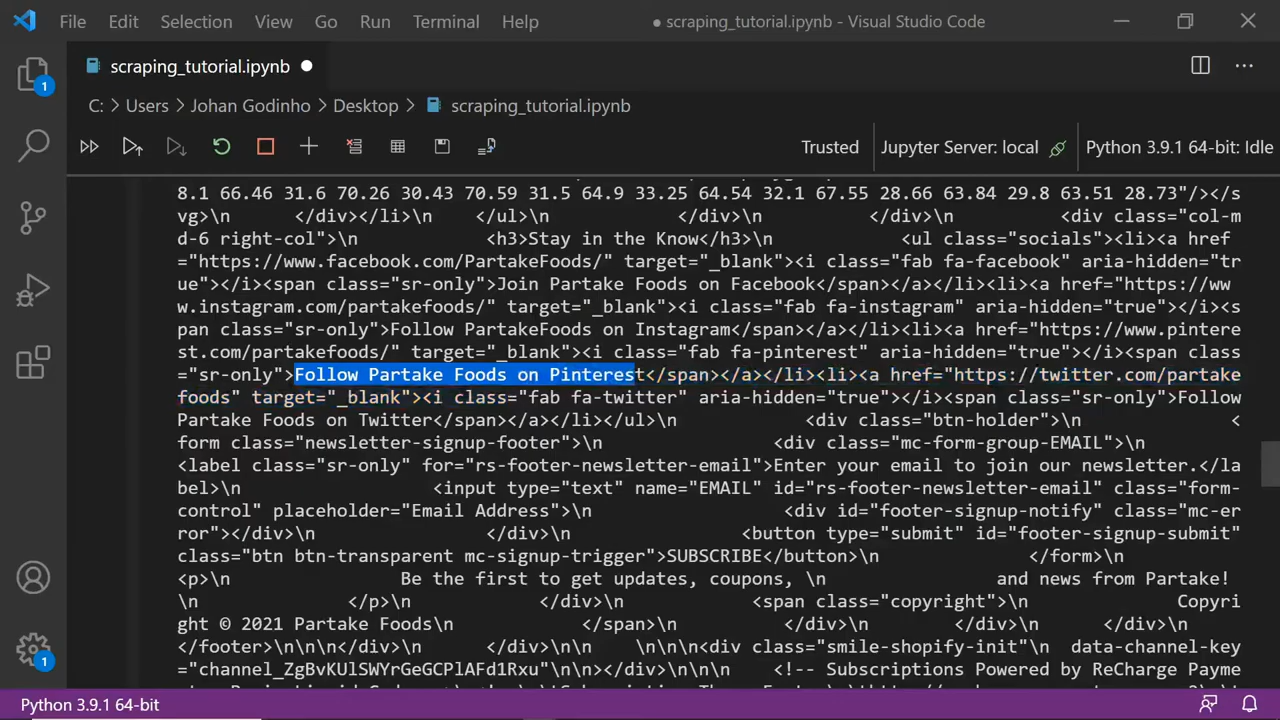 File Edit Selection View Go Run Terminal Help ● scraping_tutorial.ipynb - Visual Studio Code
scraping_tutorial.ipynb
C: > Users > Johan Godinho > Desktop > scraping_tutorial.ipynb
Trusted Jupyter Server: local Python 3.9.1 64-bit: Idle
1
8.1 66.46 31.6 70.26 30.43 70.59 31.5 64.9 33.25 64.54 32.1 67.55 28.66 63.84 29.8 63.51 28.73"/></s
vg>\n </div></li>\n </ul>\n </div>\n </div>\n <div class="col-m
d-6 right-col">\n <h3>Stay in the Know</h3>\n <ul class="socials"><li><a href
="https://www.facebook.com/PartakeFoods/" target="_blank"><i class="fab fa-facebook" aria-hidden="tr
ue"></i><span class="sr-only">Join Partake Foods on Facebook</span></a></li><li><a href="https://ww
w.instagram.com/partakefoods/" target="_blank"><i class="fab fa-instagram" aria-hidden="true"></i><s
pan class="sr-only">Follow PartakeFoods on Instagram</span></a></li><li><a href="https://www.pintere
st.com/partakefoods/" target="_blank"><i class="fab fa-pinterest" aria-hidden="true"></i><span class
="sr-only">Follow Partake Foods on Pinterest</span></a></li><li><a href="https://twitter.com/partake
foods" target="_blank"><i class="fab fa-twitter" aria-hidden="true"></i><span class="sr-only">Follow
Partake Foods on Twitter</span></a></li></ul>\n <div class="btn-holder">\n <
form class="newsletter-signup-footer">\n <div class="mc-form-group-EMAIL">\n
<label class="sr-only" for="rs-footer-newsletter-email">Enter your email to join our newsletter.</la
bel>\n <input type="text" name="EMAIL" id="rs-footer-newsletter-email" class="form-
control" placeholder="Email Address">\n <div id="footer-signup-notify" class="mc-er
ror"></div>\n </div>\n <button type="submit" id="footer-signup-submit"
class="btn btn-transparent mc-signup-trigger">SUBSCRIBE</button>\n </form>\n
<p>\n Be the first to get updates, coupons, \n and news from Partake!
\n </p>\n </div>\n <span class="copyright">\n Copyri
ght © 2021 Partake Foods\n </span>\n </div>\n </div>\n </div>\n
</footer>\n\n\n </div>\n </div>\n \n\n\n<div class="smile-shopify-init"\n data-channel-key
="channel_ZgBvKUlSWYrGeGCPlAFd1Rxu"\n\n></div>\n\n\n <!-- Subscriptions Powered by ReCharge Payme
1
Python 3.9.1 64-bit